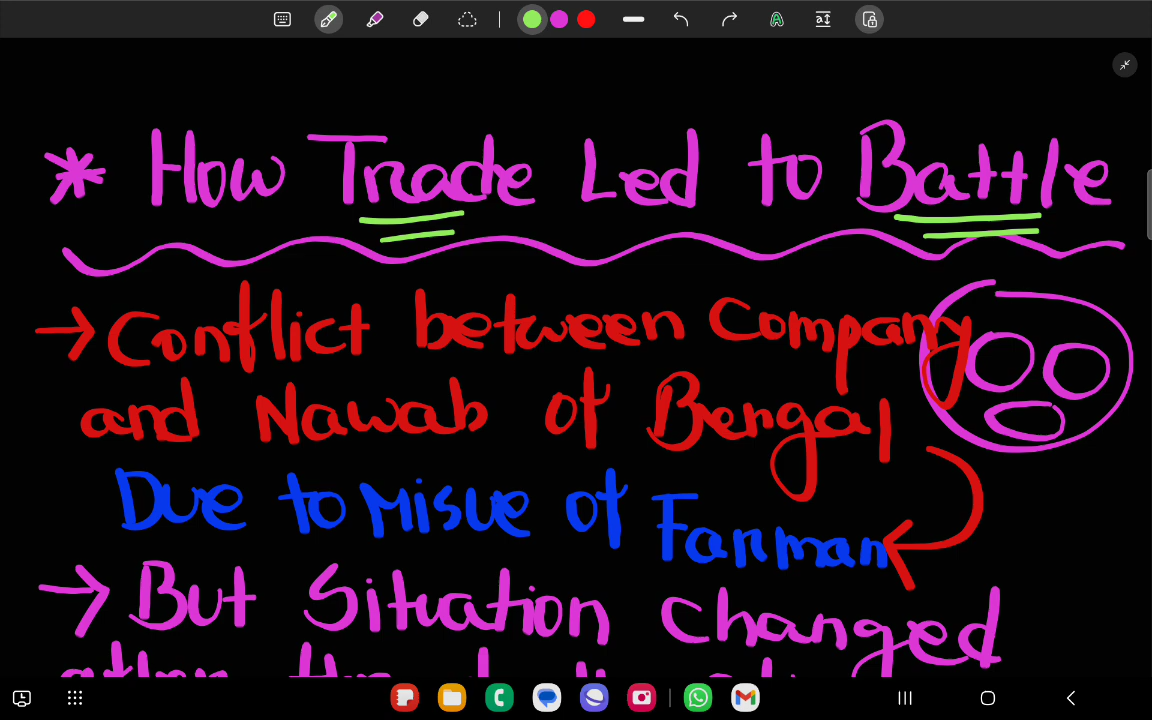 * How Trade Led to Battle
→ Conflict between Company
and Nawab of Bengal
Due to Misue of Farman
→ But Situation changed